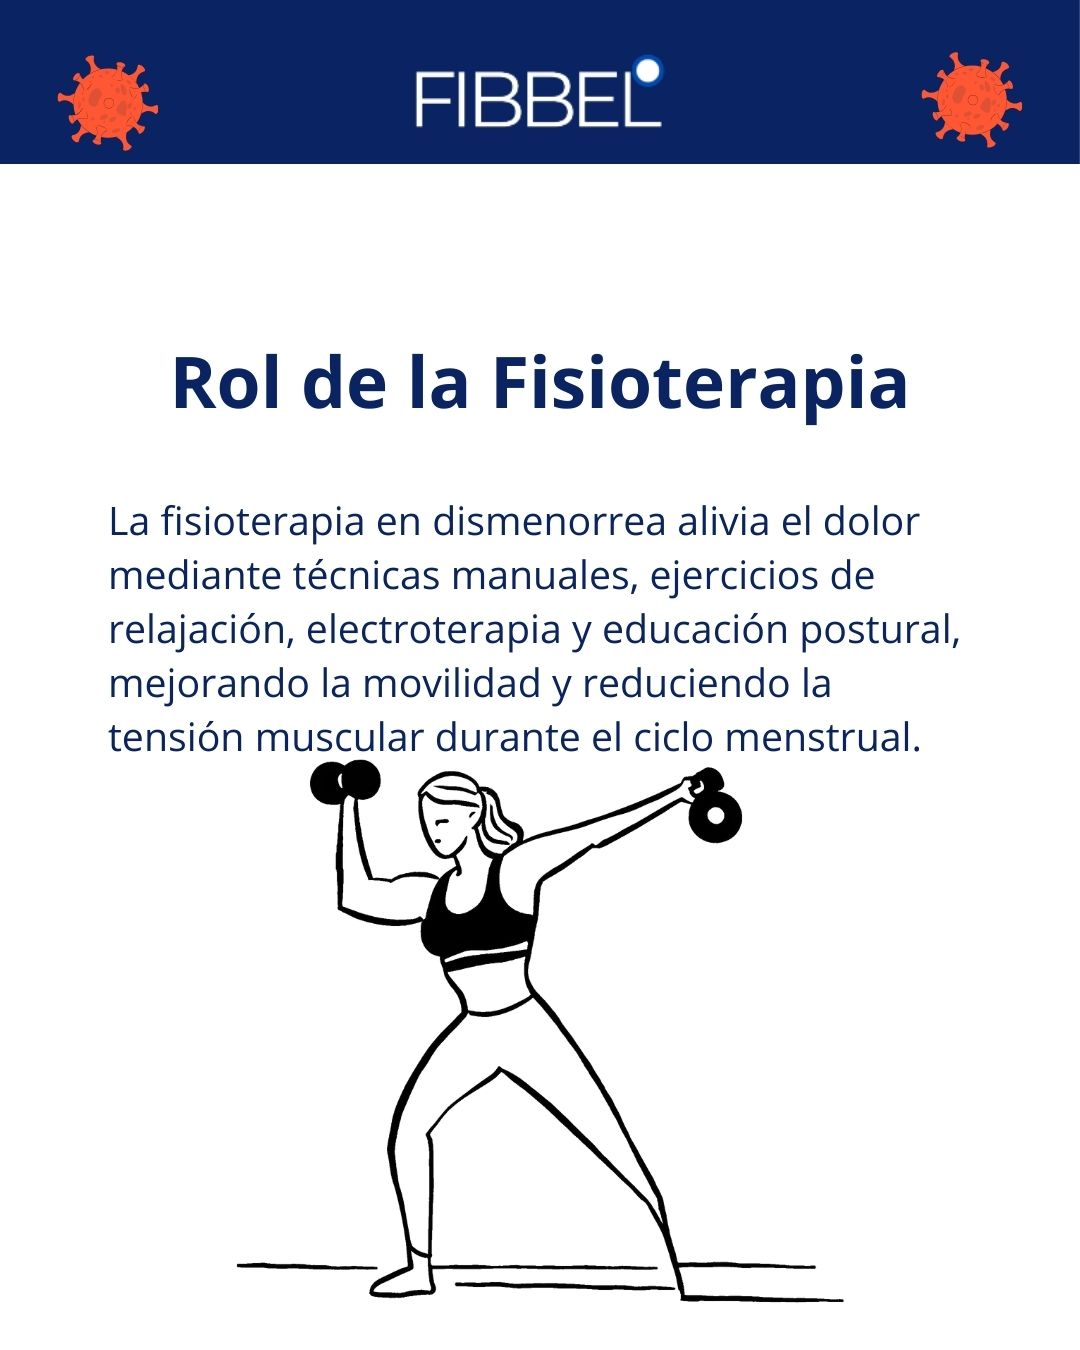 FIBBEL
Rol de la Fisioterapia
La fisioterapia en dismenorrea alivia el dolor
mediante técnicas manuales, ejercicios de
relajación, electroterapia y educación postural,
mejorando la movilidad y reduciendo la
tensión muscular durante el ciclo menstrual.